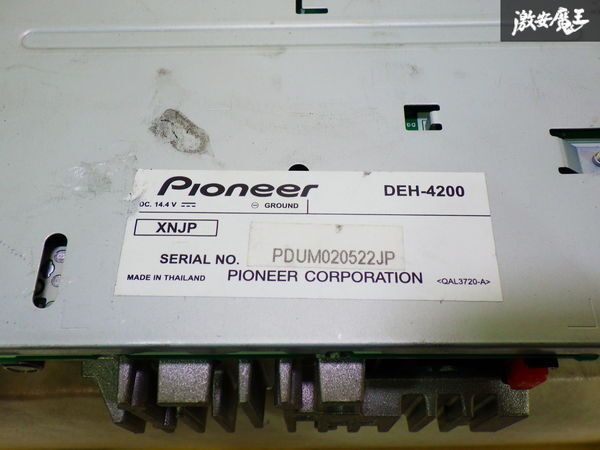 激安魔王
Pioneer DEH-4200
DC. 14.4 V ⎓ ⊖ GROUND
XNJP
SERIAL NO. PDUM020522JP
MADE IN THAILAND PIONEER CORPORATION <QAL3720-A>